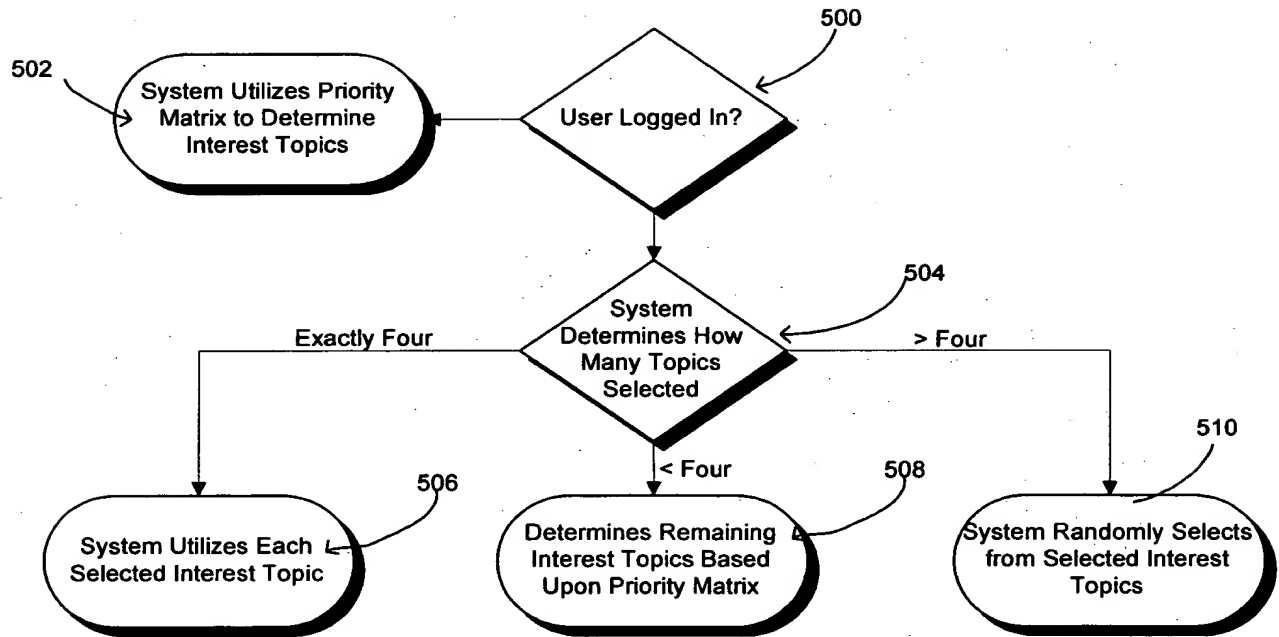 500
502
System Utilizes Priority
Matrix to Determine
Interest Topics
User Logged In?
504
System
Determines How
Many Topics
Selected
Exactly Four
> Four
< Four
506
508
510
System Utilizes Each
Selected Interest Topic
Determines Remaining
Interest Topics Based
Upon Priority Matrix
System Randomly Selects
from Selected Interest
Topics